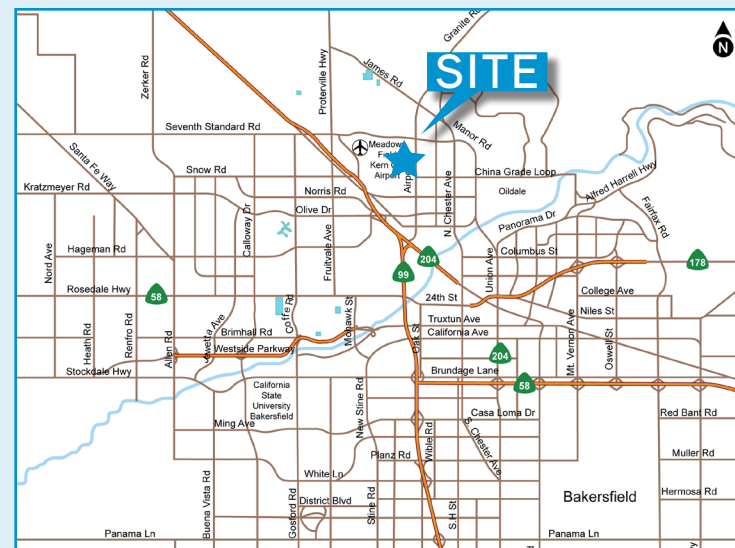 Granite Rd
N
Zerker Rd
Proterville Hwy
James Rd
SITE
Manor Rd
Seventh Standard Rd
Meadow
Airport
Santa Fe Way
Snow Rd
China Grade Loop
Kratzmeyer Rd
Norris Rd
Oildale
Alfred Harrell Hwy
Olive Dr
N. Chester Ave
Panorama Dr
Fairfax Rd
Calloway Dr
Nord Ave
Hageman Rd
Fruitvale Ave
Union Ave
Columbus St
204
178
99
Rosedale Hwy
58
24th St
College Ave
Niles St
Coffe Rd
Mohawk St
Truxtun Ave
Heath Rd
Renfro Rd
Allen Rd
Brimhall Rd
California Ave
Oak St
Mt. Vernon Ave
Oswell St
Westside Parkway
204
Stockdale Hwy
Brundage Lane
58
California
State
University
Bakersfield
New Stine Rd
Casa Loma Dr
Red Bant Rd
Ming Ave
Wible Rd
S. Chester Ave
Planz Rd
Muller Rd
White Ln
Buena Vista Rd
Gosford Rd
District Blvd
Stine Rd
S.H St
Bakersfield
Hermosa Rd
Panama Ln
Panama Ln